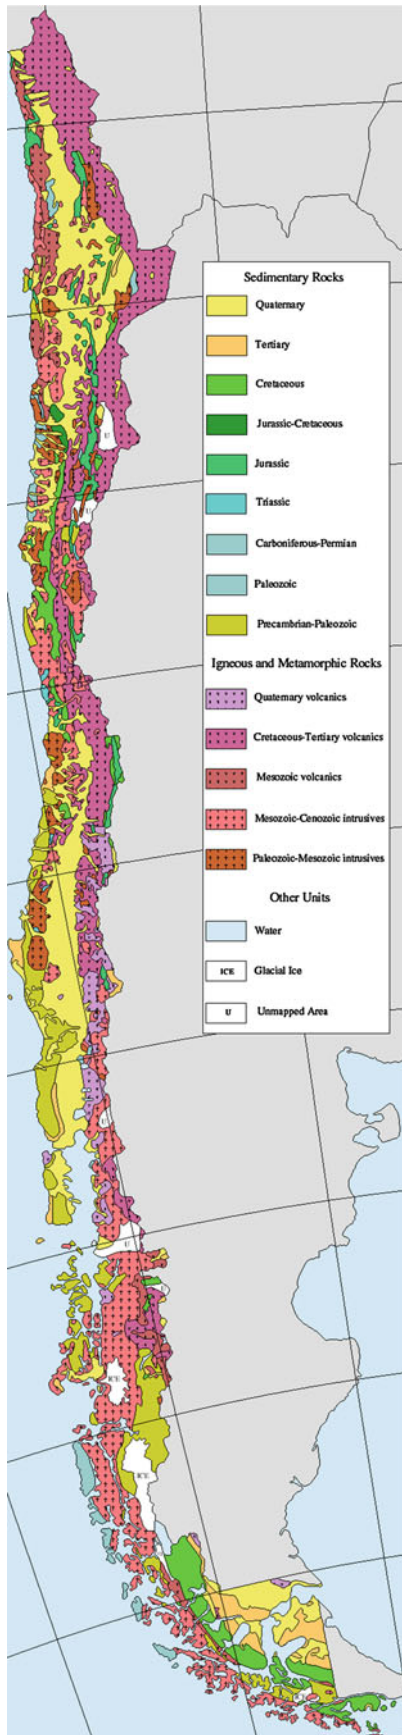 Sedimentary Rocks
Quaternary
Tertiary
Cretaceous
Jurassic-Cretaceous
Jurassic
Triassic
Carboniferous-Permian
Paleozoic
Precambrian-Paleozoic
Igneous and Metamorphic Rocks
Quaternary volcanics
Cretaceous-Tertiary volcanics
Mesozoic volcanics
Mesozoic-Cenozoic intrusives
Paleozoic-Mesozoic intrusives
Other Units
Water
ICE Glacial Ice
U Unmapped Area
U
U
U
U
ICE
ICE